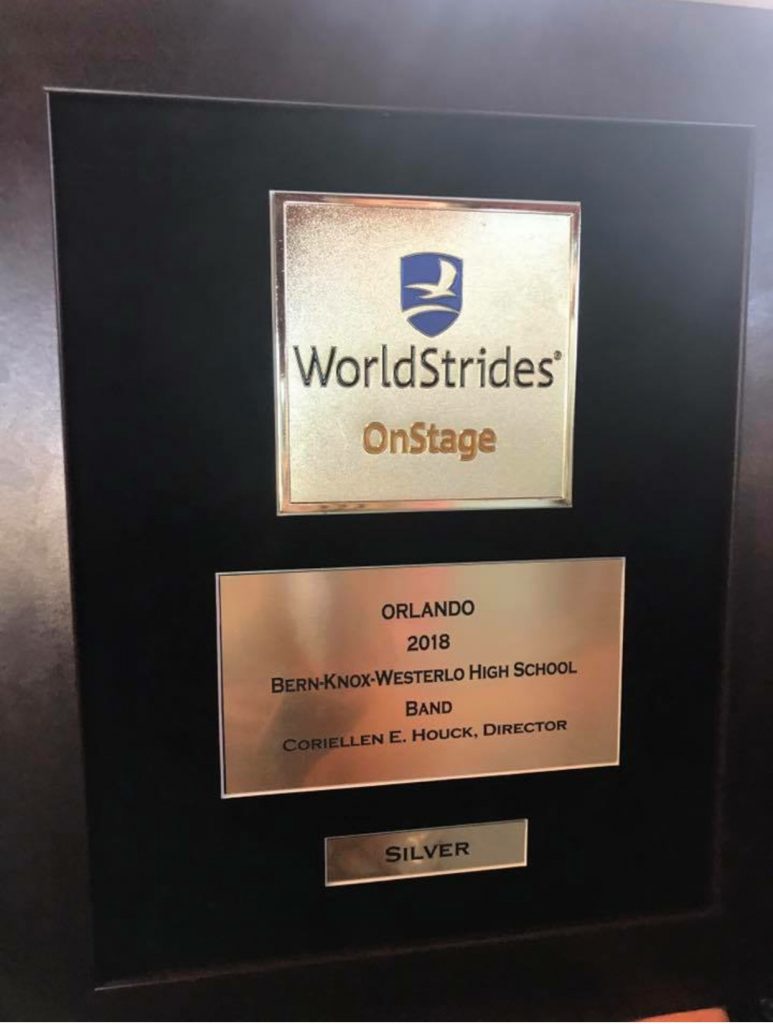 WorldStrides®
OnStage
ORLANDO
2018
BERN-KNOX-WESTERLO HIGH SCHOOL
BAND
CORIELLEN E. HOUCK, DIRECTOR
SILVER